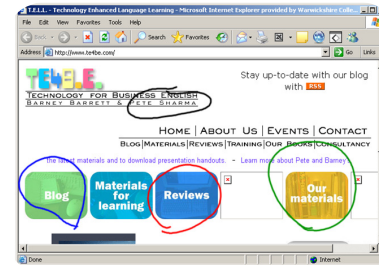 T.E.L.L. - Technology Enhanced Language Learning - Microsoft Internet Explorer provided by Warwickshire Colle...
File Edit View Favorites Tools Help
Back Search Favorites
Address http://www.te4be.com/ Go Links
TE4B.E.
Stay up-to-date with our blog
with RSS
TECHNOLOGY FOR BUSINESS ENGLISH
BARNEY BARRETT & PETE SHARMA
HOME | ABOUT US | EVENTS | CONTACT
BLOG | MATERIALS | REVIEWS | TRAINING | OUR BOOKS | CONSULTANCY
the latest materials and to download presentation handouts. - Learn more about Pete and Barney
Blog
Materials for learning
Reviews
Our materials
Done Internet